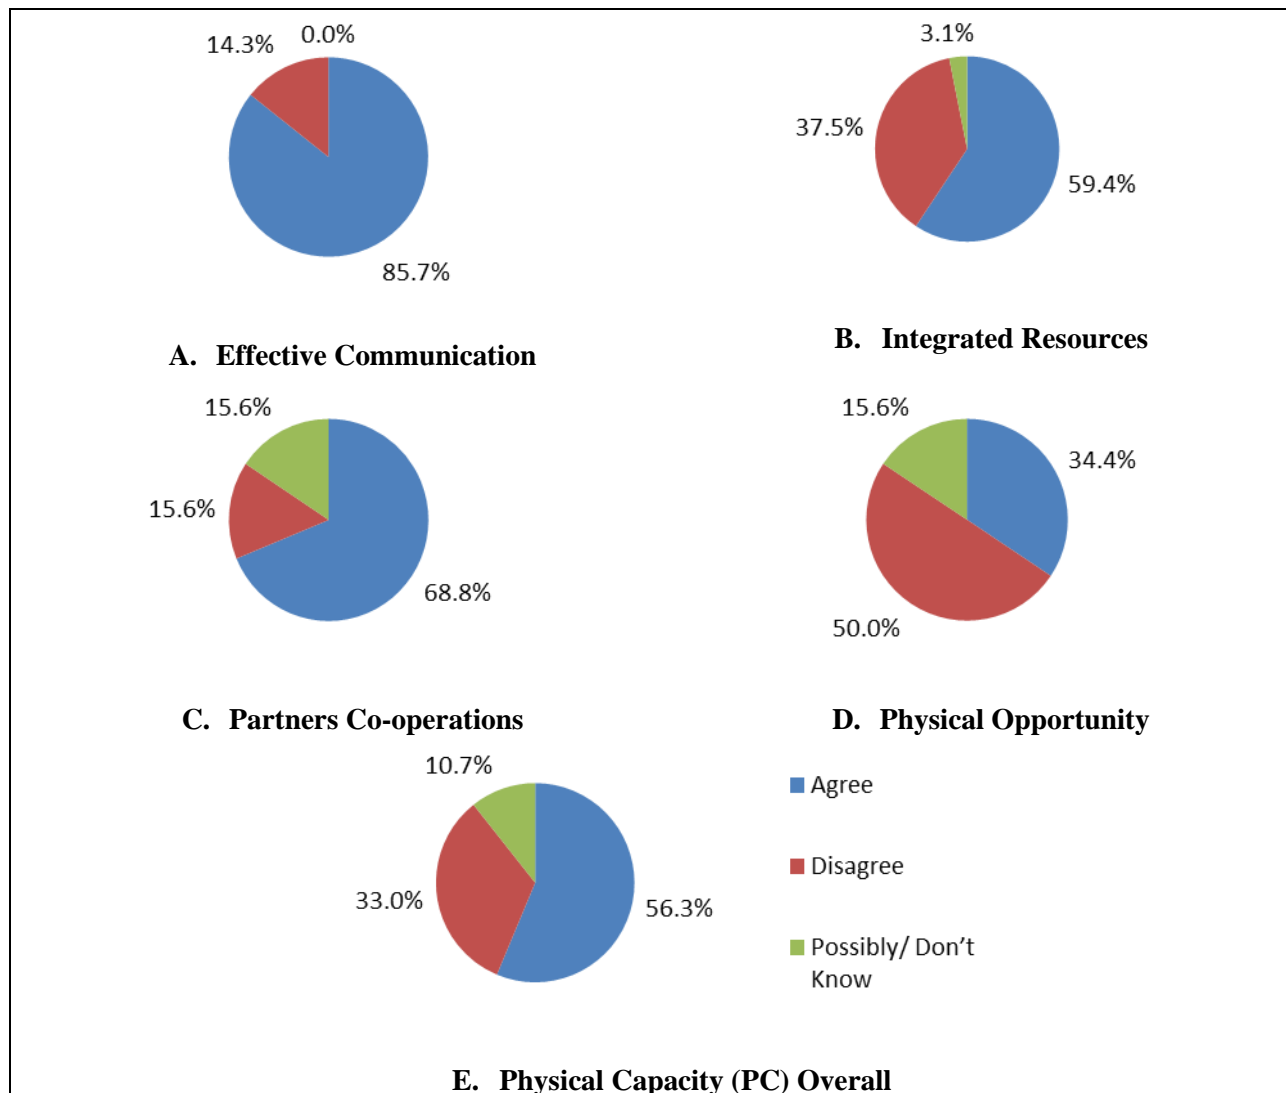 0.0%
14.3%
85.7%
A. Effective Communication
3.1%
37.5%
59.4%
B. Integrated Resources
15.6%
15.6%
68.8%
C. Partners Co-operations
15.6%
34.4%
50.0%
D. Physical Opportunity
10.7%
33.0%
56.3%
Agree
Disagree
Possibly/ Don't
Know
E. Physical Capacity (PC) Overall